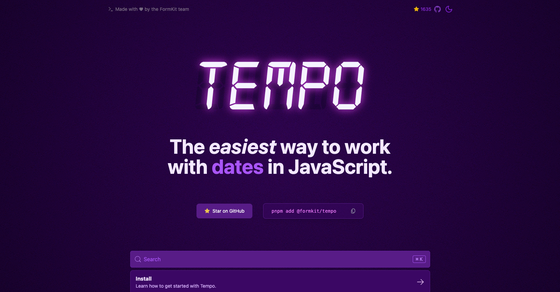 Made with ♥ by the FormKit team
TEMPO
The easiest way to work
with dates in JavaScript.
Star on GitHub
pnpm add @formkit/tempo
Search
⌘ K
Install
Learn how to get started with Tempo.